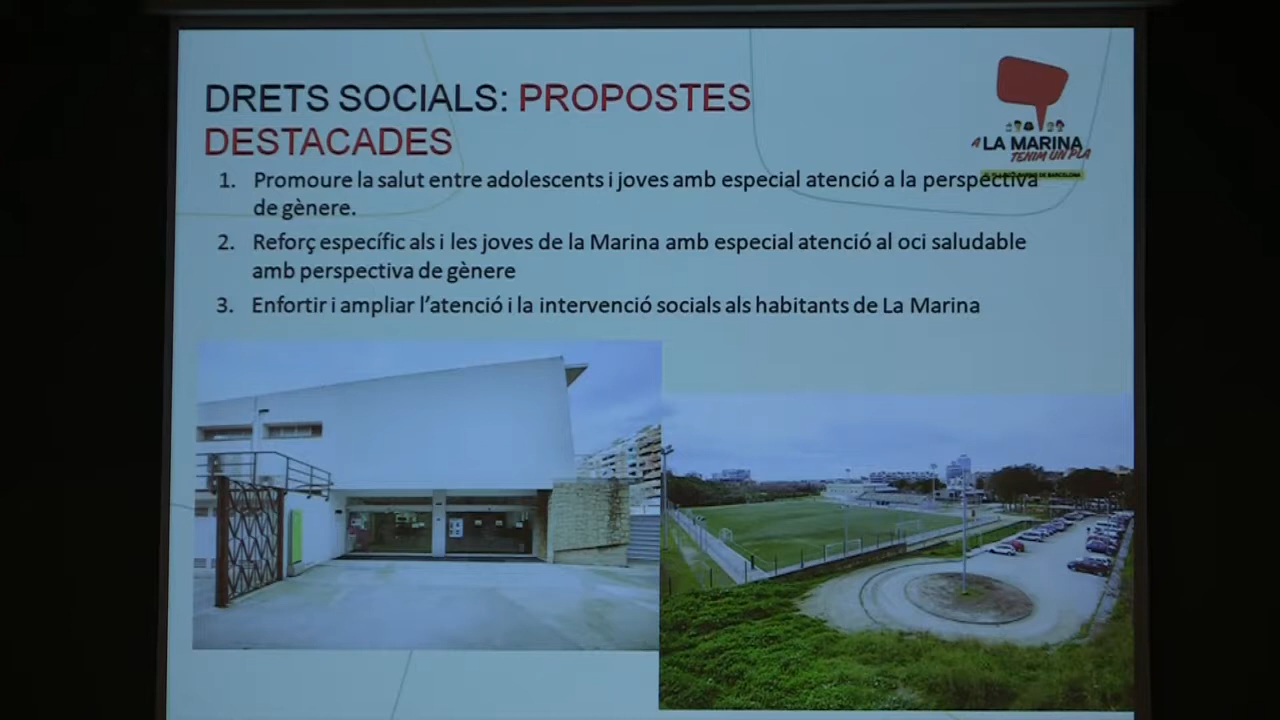 DRETS SOCIALS: PROPOSTES
DESTACADES
A LA MARINA
TENIM UN PLA
DE BARCELONA
1. Promoure la salut entre adolescents i joves amb especial atenció a la perspectiva
de gènere.
2. Reforç específic als i les joves de la Marina amb especial atenció al oci saludable
amb perspectiva de gènere
3. Enfortir i ampliar l’atenció i la intervenció socials als habitants de La Marina